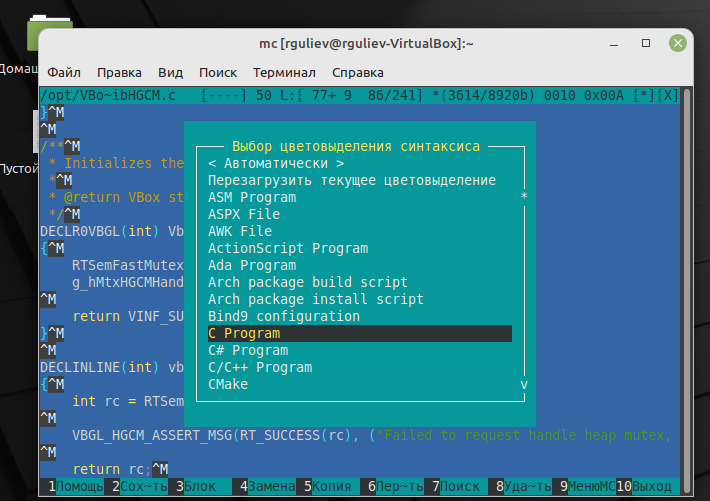 mc [rguliev@rguliev-VirtualBox]:~
Файл Правка Вид Поиск Терминал Справка
/opt/VBo~ibHGCM.c [----] 50 L:[ 77+ 9 86/241] *(3614/8920b) 0010 0x00A [*][X]
}^M
^M
/**^M
* Initializes the
*^M
* @return VBox st
*/^M
DECLR0VBGL(int) Vb
{^M
RTSemFastMutex
g_hMtxHGCMHand
^M
return VINF_SU
}^M
^M
DECLINLINE(int) vb
{^M
int rc = RTSem
^M
VBGL_HGCM_ASSERT_MSG(RT_SUCCESS(rc), ("Failed to request handle heap mutex,
^M
return rc;^M
Выбор цветовыделения синтаксиса
< Автоматически >
Перезагрузить текущее цветовыделение
ASM Program *
ASPX File
AWK File
ActionScript Program
Ada Program
Arch package build script
Arch package install script
Bind9 configuration
C Program
C# Program
C/C++ Program
CMake v
1Помощь 2Сох~ть 3Блок 4Замена 5Копия 6Пер~ть 7Поиск 8Уда~ть 9МенюMC 10Выход
Домаш
Пустой